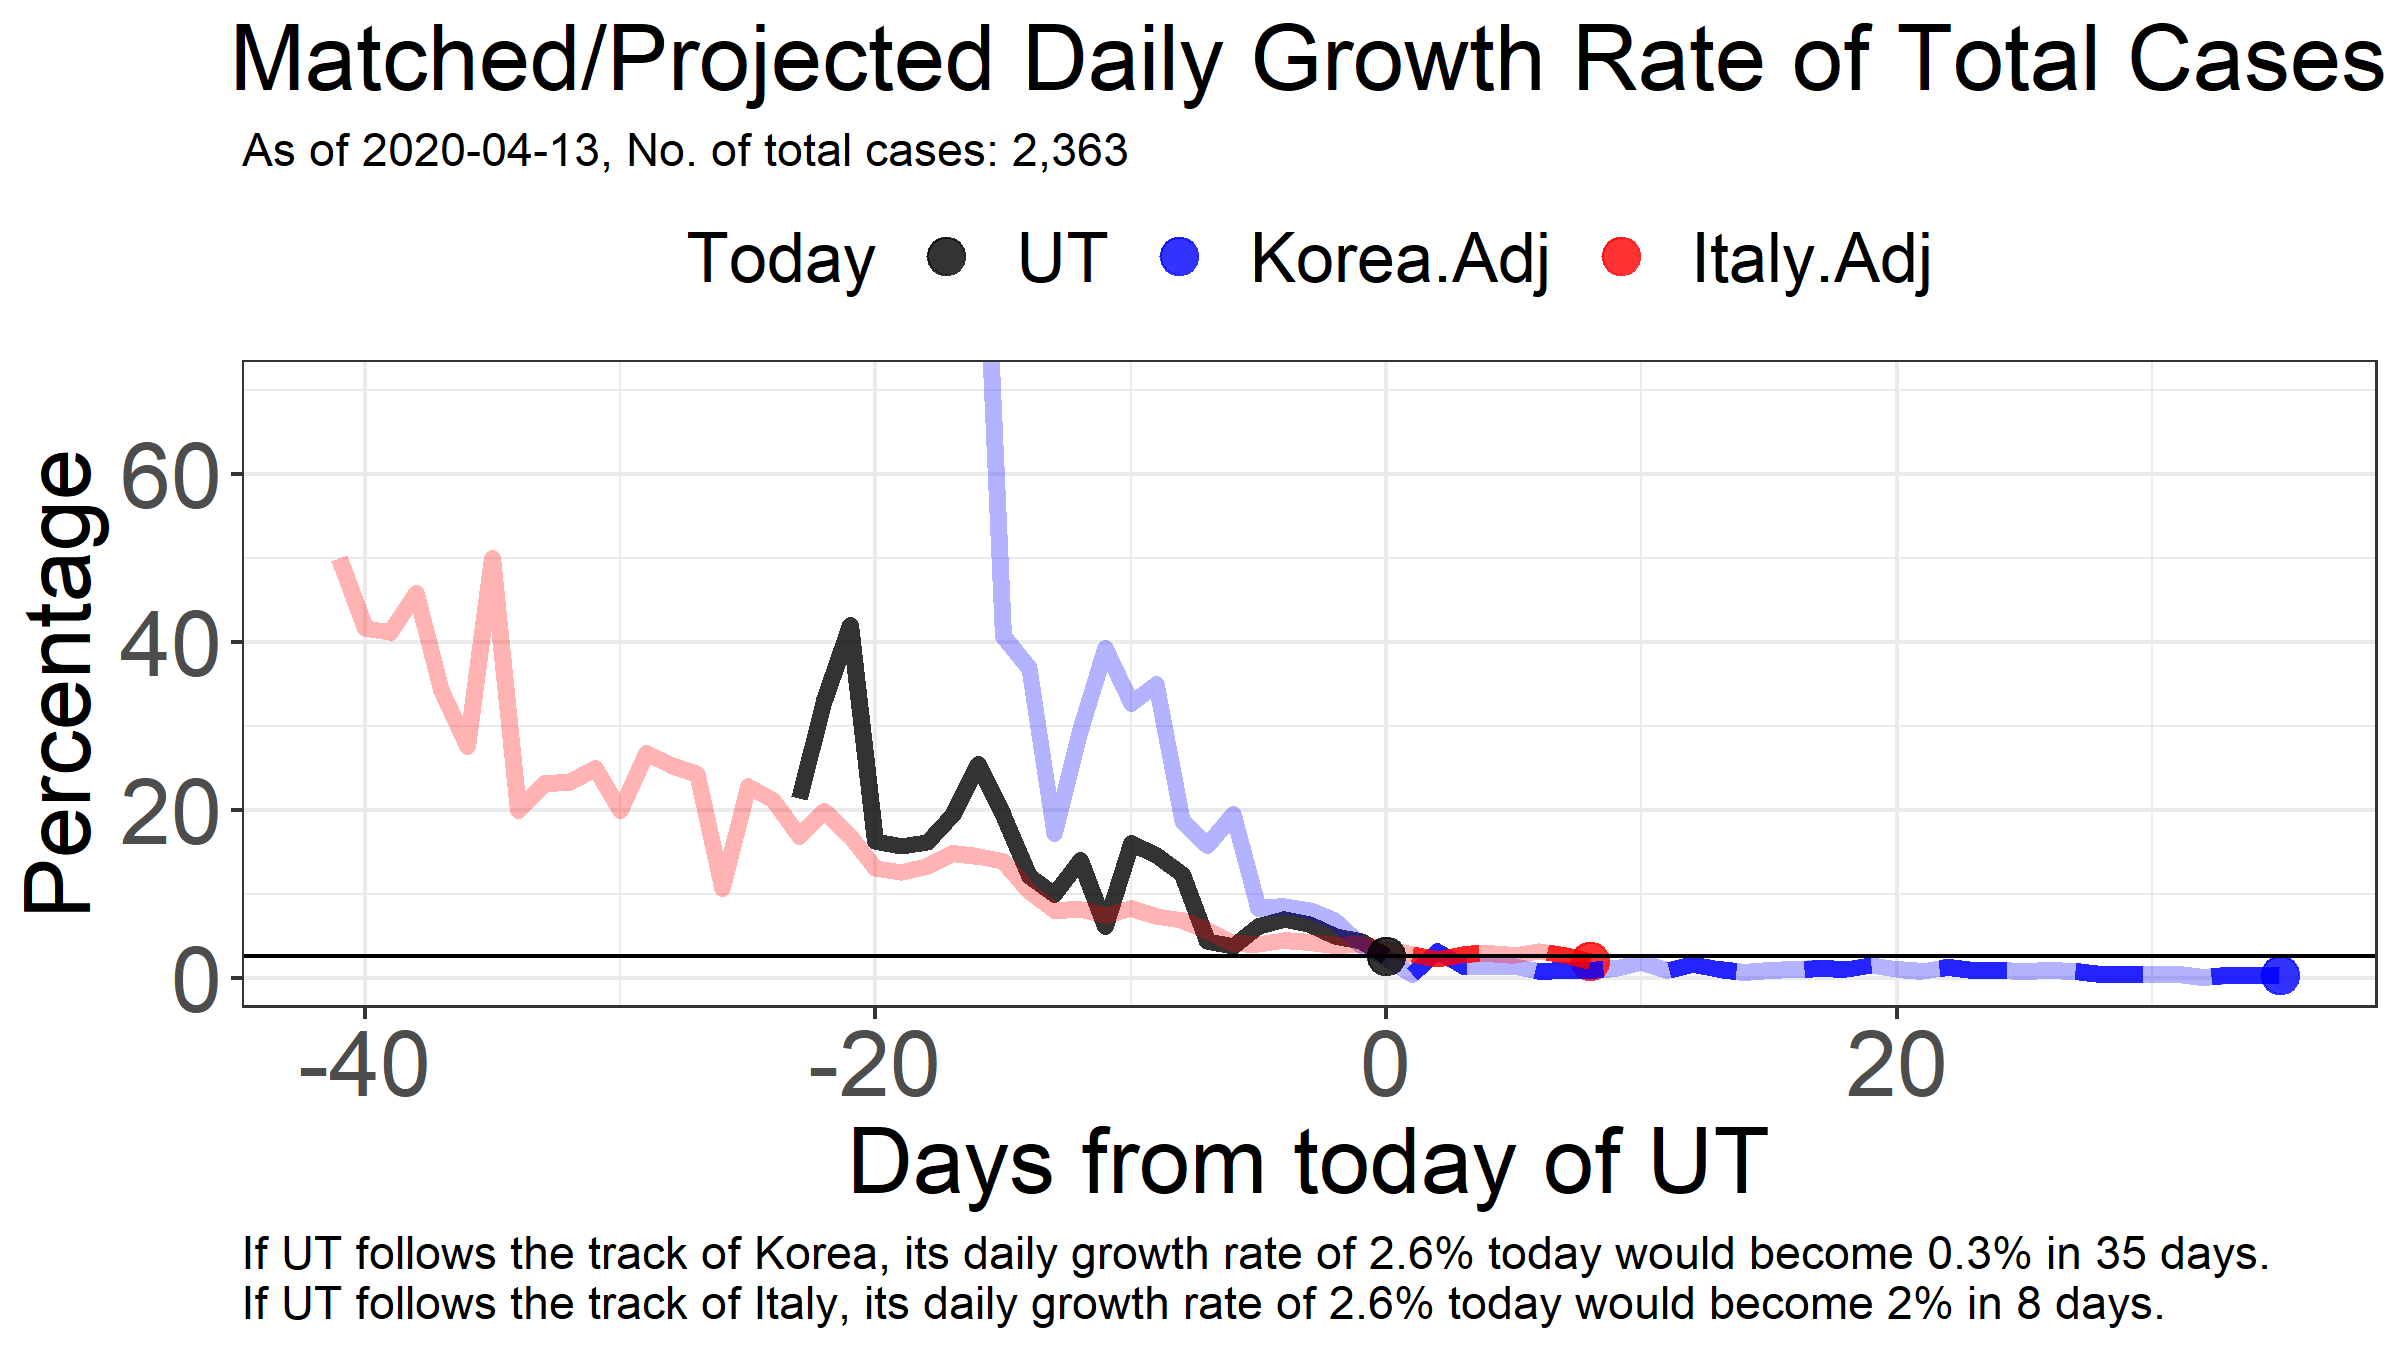 Matched/Projected Daily Growth Rate of Total Cases
As of 2020-04-13, No. of total cases: 2,363
Today UT Korea.Adj Italy.Adj
Percentage
60
40
20
0
-40 -20 0 20
Days from today of UT
If UT follows the track of Korea, its daily growth rate of 2.6% today would become 0.3% in 35 days.
If UT follows the track of Italy, its daily growth rate of 2.6% today would become 2% in 8 days.